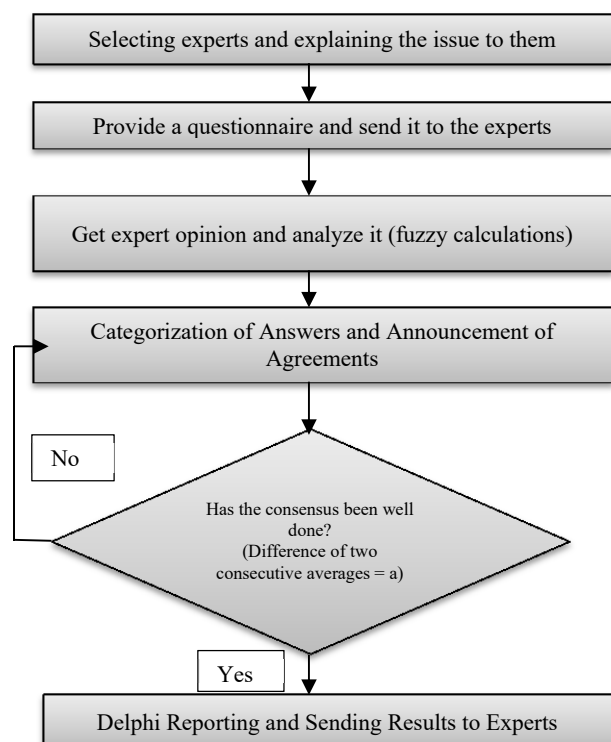 Selecting experts and explaining the issue to them
Provide a questionnaire and send it to the experts
Get expert opinion and analyze it (fuzzy calculations)
Categorization of Answers and Announcement of
Agreements
No
Has the consensus been well
done?
(Difference of two
consecutive averages = a)
Yes
Delphi Reporting and Sending Results to Experts